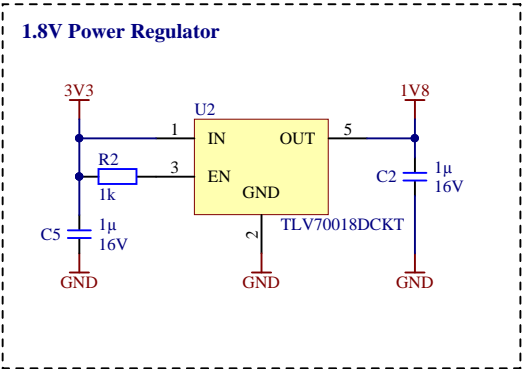 1.8V Power Regulator
3V3
1V8
U2
1
IN
OUT
5
R2
3
EN
1k
GND
C2
1µ
16V
TLV70018DCKT
2
C5
1µ
16V
GND
GND
GND